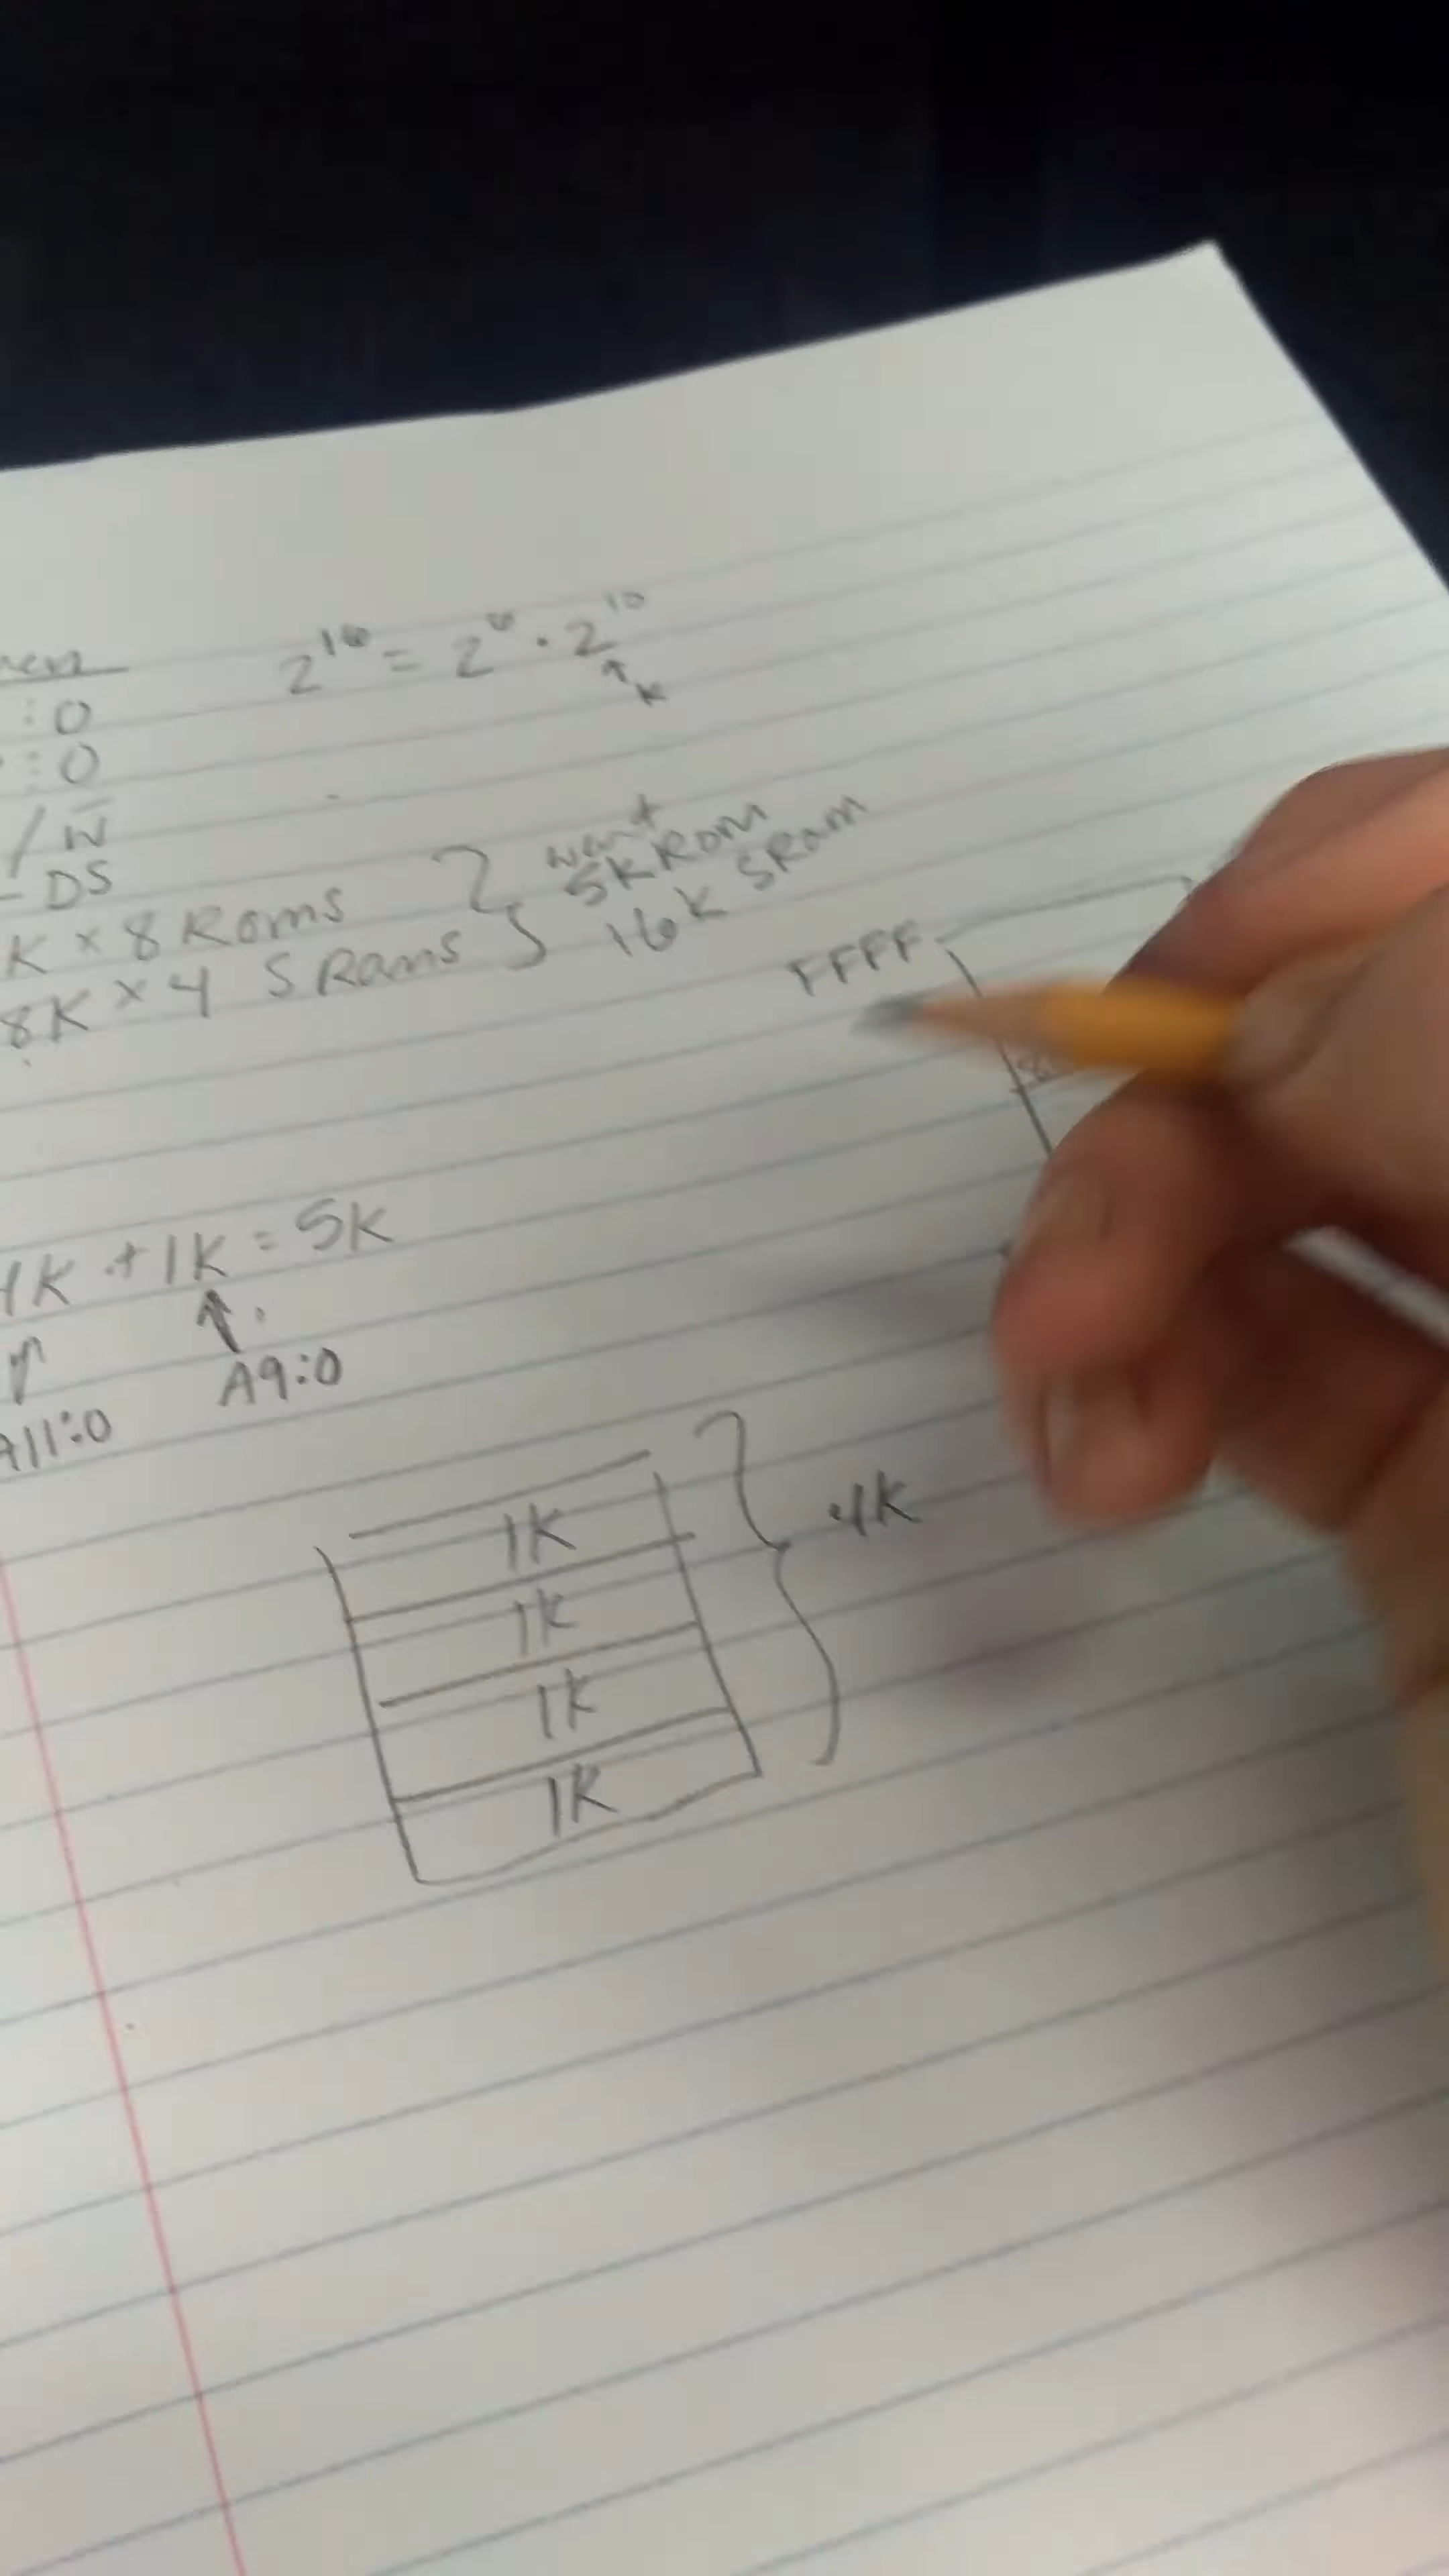 :0
:0
2^16 = 2^6 · 2^10
↑
K
/ W̅
- DS
K × 8 Roms } want
5K Rom
8K × 4 SRams } 16K SRam
FFFF
4K + 1K = 5K
↑ ↑
A11:0 A9:0
1K
1K
1K
1K
4K